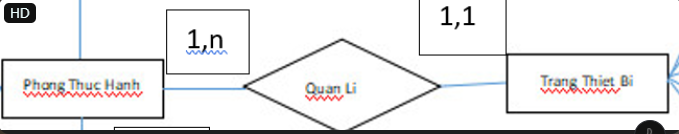 HD
1,n
1,1
Phong Thuc Hanh
Quan Li
Trang Thiet Bi